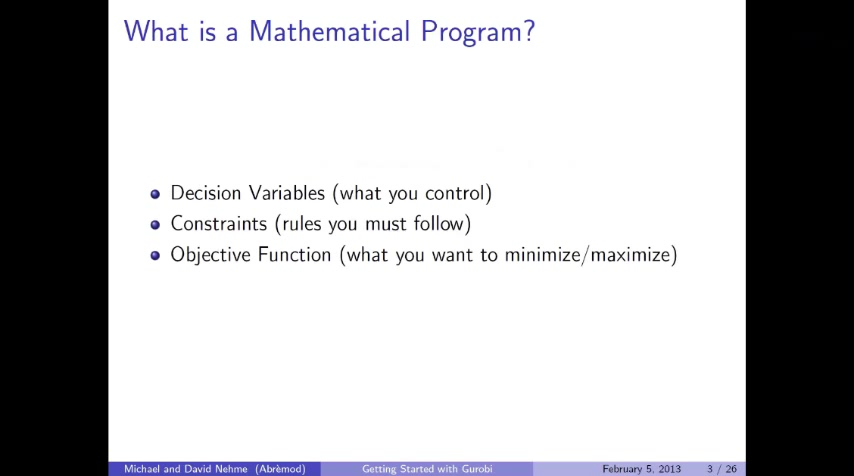 What is a Mathematical Program?
Decision Variables (what you control)
Constraints (rules you must follow)
Objective Function (what you want to minimize/maximize)
Michael and David Nehme (Abrèmod) Getting Started with Gurobi February 5, 2013 3 / 26